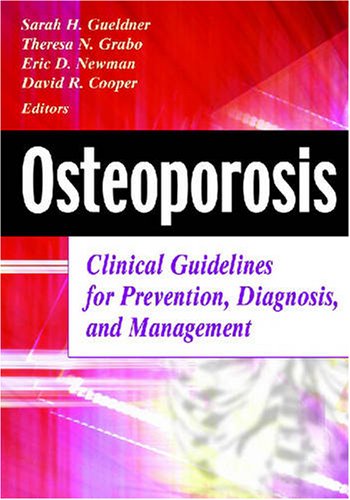 Sarah H. Gueldner
Theresa N. Grabo
Eric D. Newman
David R. Cooper
Editors
Osteoporosis
Clinical Guidelines
for Prevention, Diagnosis,
and Management